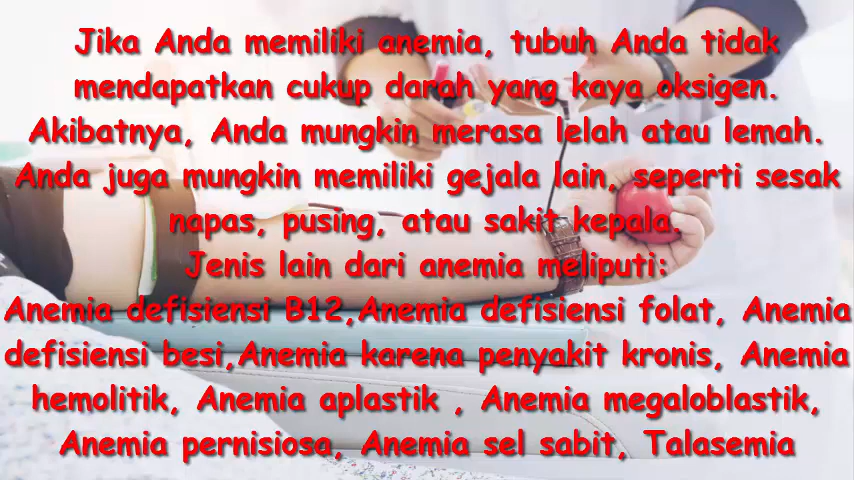 Jika Anda memiliki anemia, tubuh Anda tidak
mendapatkan cukup darah yang kaya oksigen.
Akibatnya, Anda mungkin merasa lelah atau lemah.
Anda juga mungkin memiliki gejala lain, seperti sesak
napas, pusing, atau sakit kepala.
Jenis lain dari anemia meliputi:
Anemia defisiensi B12,Anemia defisiensi folat, Anemia
defisiensi besi,Anemia karena penyakit kronis, Anemia
hemolitik, Anemia aplastik , Anemia megaloblastik,
Anemia pernisiosa, Anemia sel sabit, Talasemia